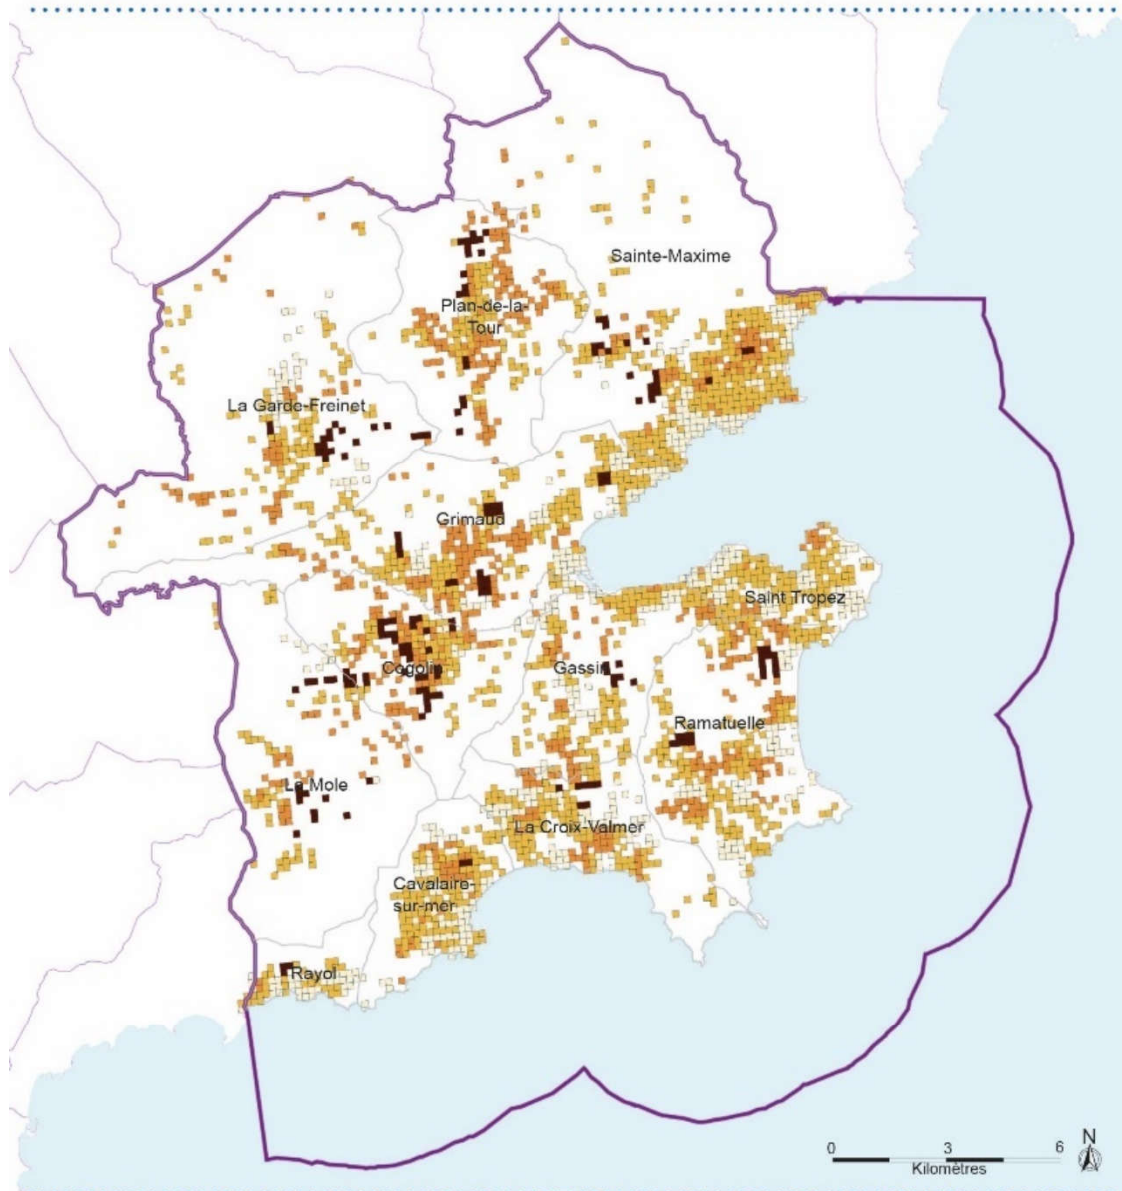 Sainte-Maxime
Plan-de-la-
Tour
La Garde-Freinet
Grimaud
Saint Tropez
Cogolin
Gassin
Ramatuelle
La Mole
La Croix-Valmer
Cavalaire-
sur-mer
Rayol
N
0 3 6
Kilomètres